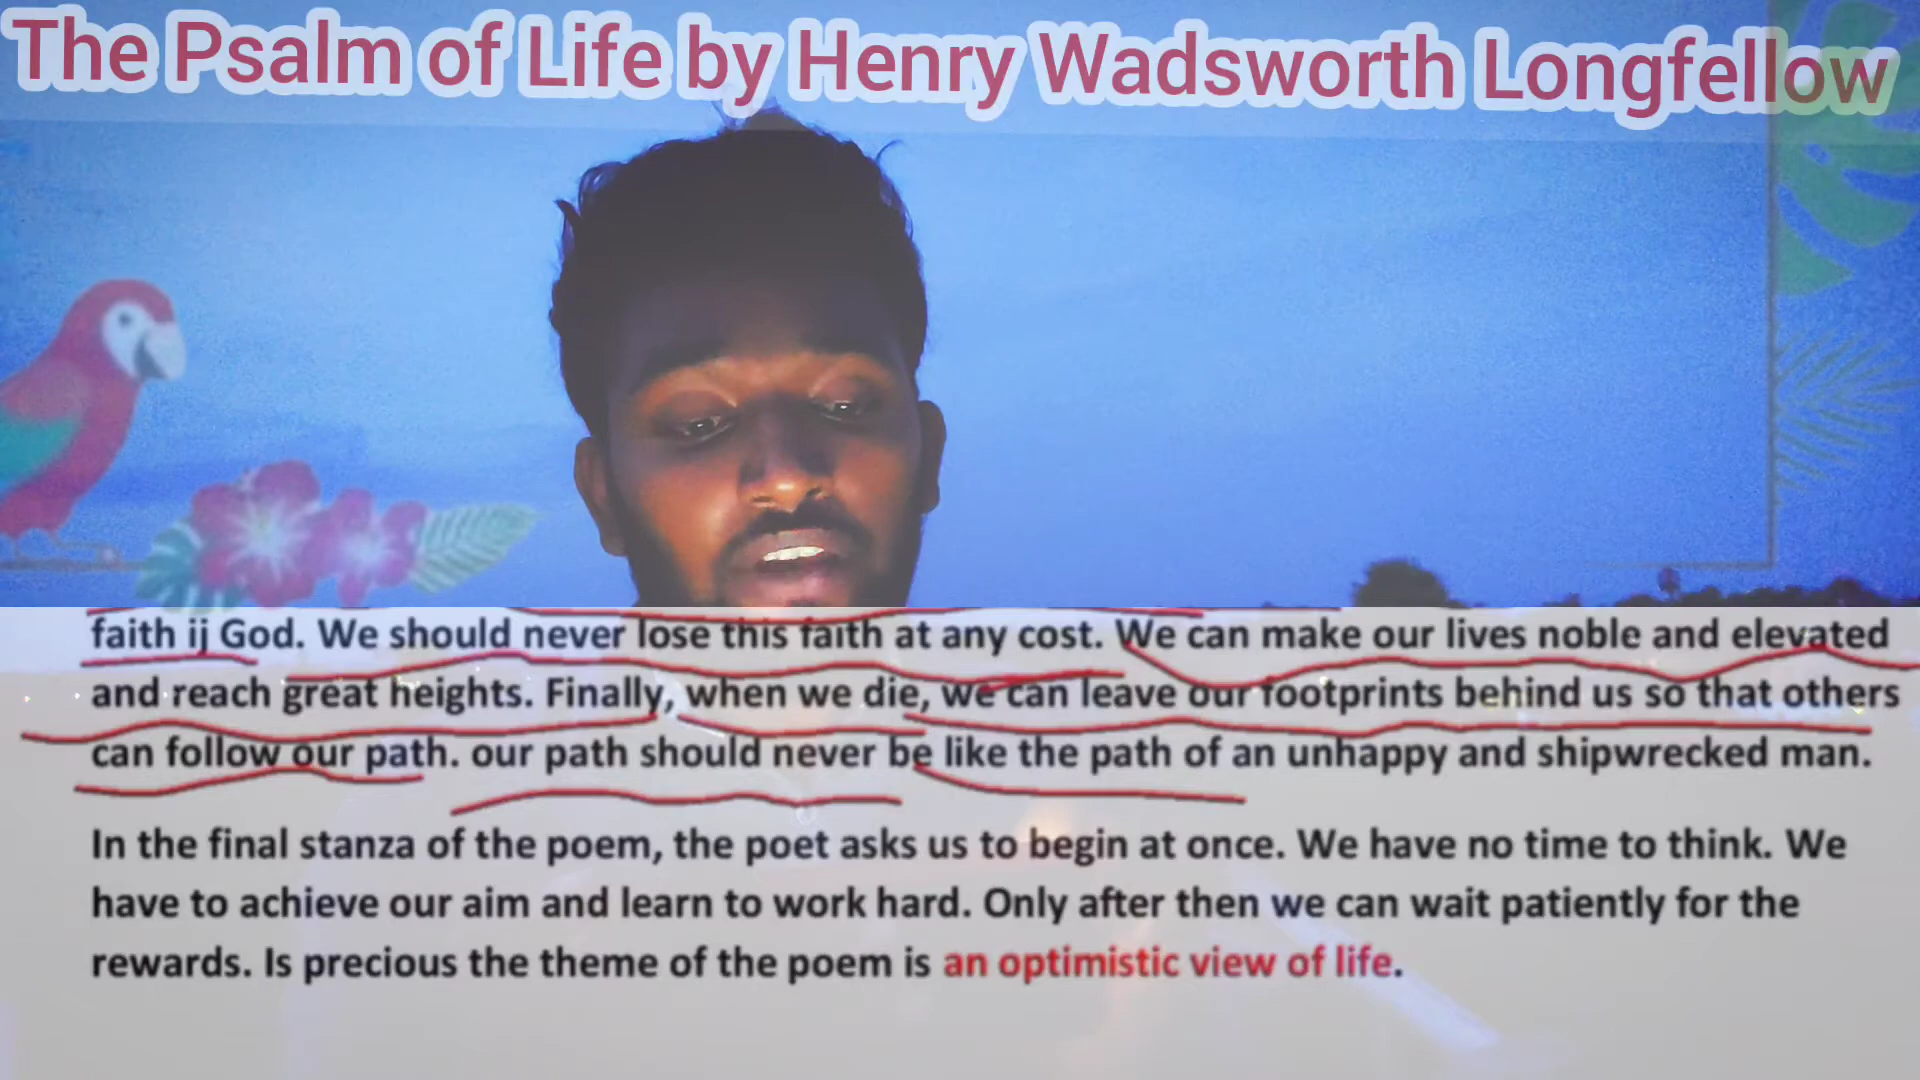 The Psalm of Life by Henry Wadsworth Longfellow
faith ij God. We should never lose this faith at any cost. We can make our lives noble and elevated
and reach great heights. Finally, when we die, we can leave our footprints behind us so that others
can follow our path. our path should never be like the path of an unhappy and shipwrecked man.
In the final stanza of the poem, the poet asks us to begin at once. We have no time to think. We
have to achieve our aim and learn to work hard. Only after then we can wait patiently for the
rewards. Is precious the theme of the poem is an optimistic view of life.